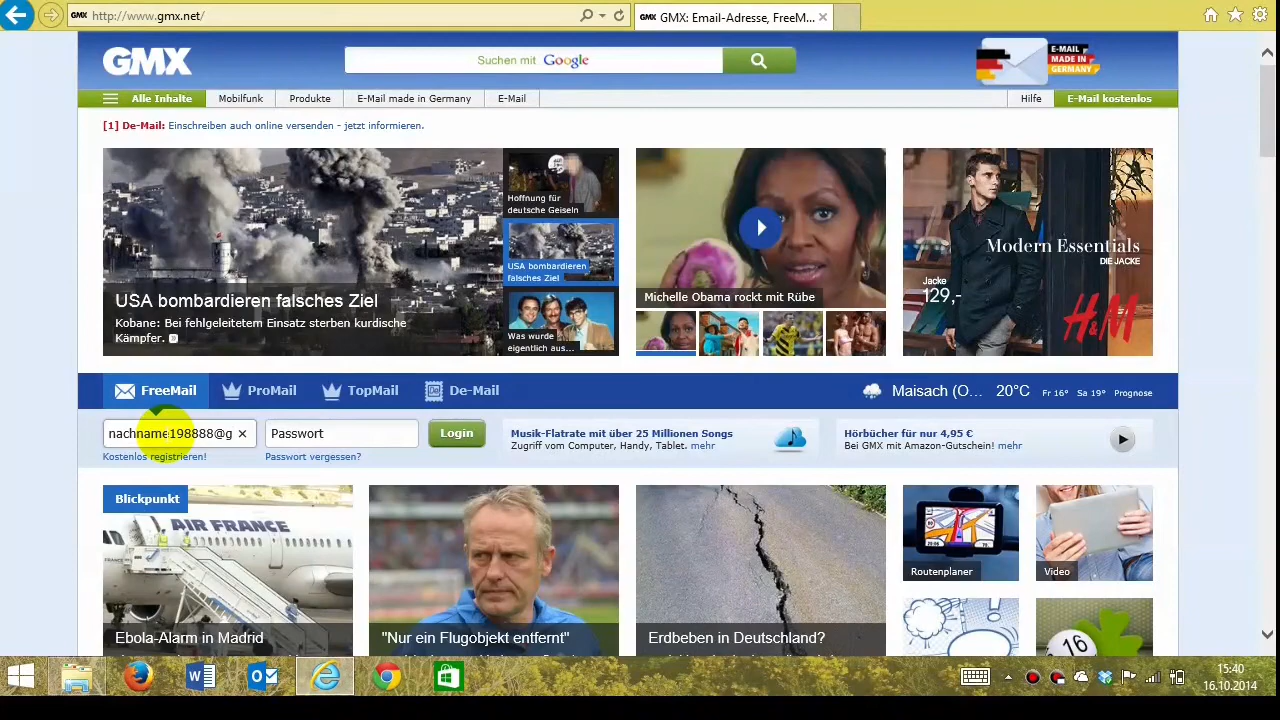 http://www.gmx.net/
GMX GMX: Email-Adresse, FreeM...
GMX
Suchen mit Google
E-MAIL
MADE IN
GERMANY
Alle Inhalte
Mobilfunk
Produkte
E-Mail made in Germany
E-Mail
Hilfe
E-Mail kostenlos
[1] De-Mail: Einschreiben auch online versenden - jetzt informieren.
Hoffnung für
deutsche Geiseln
USA bombardieren
falsches Ziel
Was wurde
eigentlich aus...
USA bombardieren falsches Ziel
Kobane: Bei fehlgeleitetem Einsatz sterben kurdische
Kämpfer.
Michelle Obama rockt mit Rübe
Modern Essentials
DIE JACKE
Jacke
129,-
H&M
FreeMail
ProMail
TopMail
De-Mail
Maisach (O... 20°C Fr 16° Sa 19° Prognose
nachname198888@g
Passwort
Login
Kostenlos registrieren!
Passwort vergessen?
Musik-Flatrate mit über 25 Millionen Songs
Zugriff vom Computer, Handy, Tablet. mehr
Hörbücher für nur 4,95 €
Bei GMX mit Amazon-Gutschein! mehr
Blickpunkt
AIR FRANCE
Ebola-Alarm in Madrid
"Nur ein Flugobjekt entfernt"
Erdbeben in Deutschland?
Routenplaner
Video
16
15:40
16.10.2014